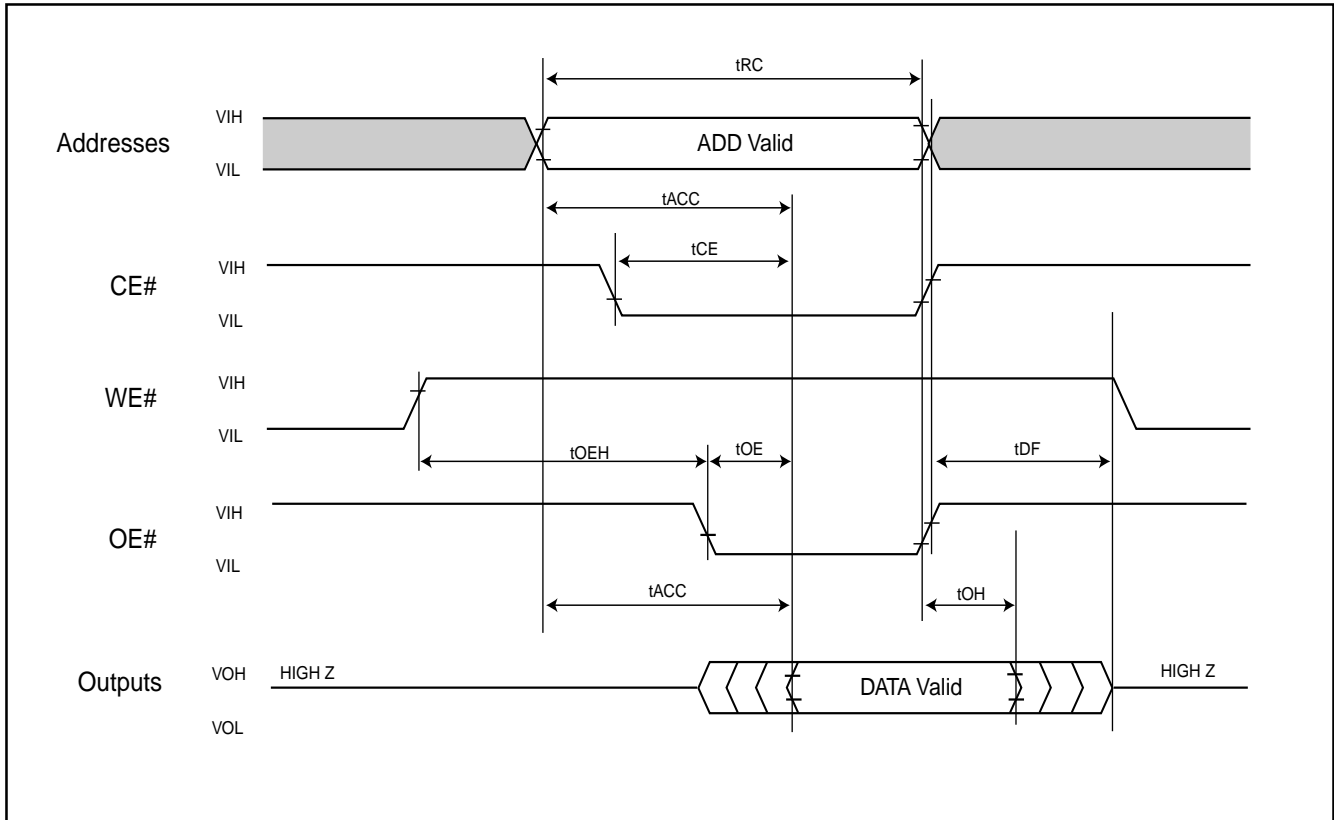 tRC
VIH
Addresses
ADD Valid
VIL
tACC
tCE
VIH
CE#
VIL
VIH
WE#
VIL
tOEH
tOE
tDF
VIH
OE#
VIL
tACC
tOH
VOH
HIGH Z
Outputs
DATA Valid
HIGH Z
VOL